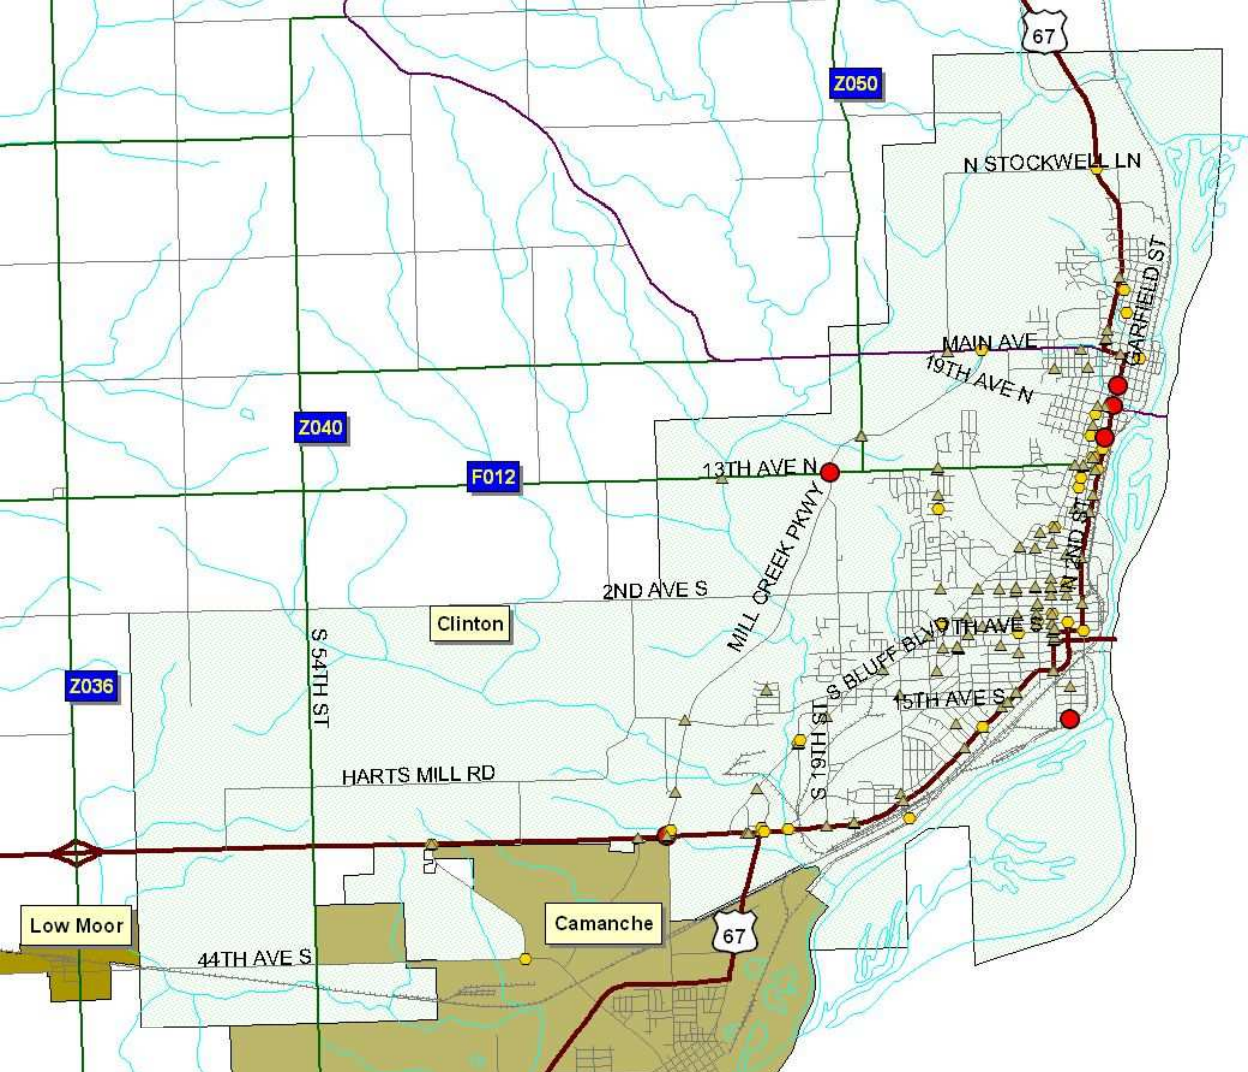 67
Z050
N STOCKWELL LN
GARFIELD ST
MAIN AVE
19TH AVE N
Z040
13TH AVE N
F012
MILL CREEK PKWY
N 2ND ST
2ND AVE S
Clinton
7TH AVE S
S BLUFF BLVD
S 54TH ST
Z036
15TH AVE S
S 19TH ST
HARTS MILL RD
Low Moor
Camanche
67
44TH AVE S